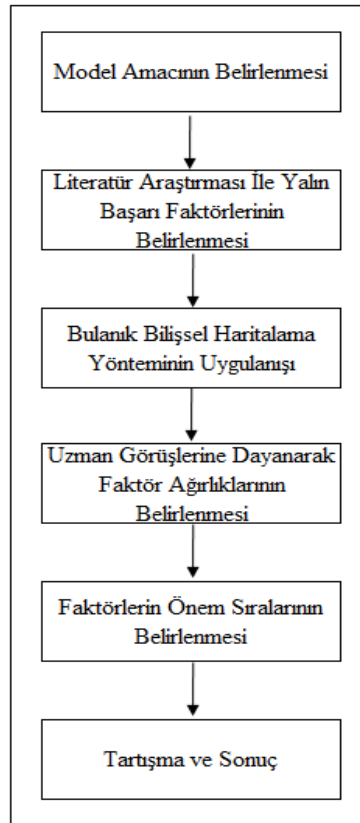 Model Amacının Belirlenmesi
Literatür Araştırması İle Yalın
Başarı Faktörlerinin
Belirlenmesi
Bulanık Bilişsel Haritalama
Yönteminin Uygulanışı
Uzman Görüşlerine Dayanarak
Faktör Ağırlıklarının
Belirlenmesi
Faktörlerin Önem Sıralarının
Belirlenmesi
Tartışma ve Sonuç